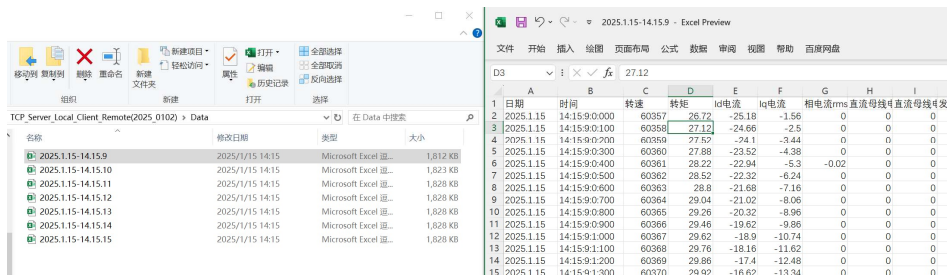 新建项目
打开
全部选择
轻松访问
编辑
全部取消
移动到 复制到 删除 重命名 新建 属性 历史记录 反向选择
文件夹
组织 新建 打开 选择
TCP_Server_Local_Client_Remote(2025_0102) > Data 在 Data 中搜索
名称 修改日期 类型 大小
2025.1.15-14.15.9 2025/1/15 14:15 Microsoft Excel 逗... 1,812 KB
2025.1.15-14.15.10 2025/1/15 14:15 Microsoft Excel 逗... 1,823 KB
2025.1.15-14.15.11 2025/1/15 14:15 Microsoft Excel 逗... 1,828 KB
2025.1.15-14.15.12 2025/1/15 14:15 Microsoft Excel 逗... 1,828 KB
2025.1.15-14.15.13 2025/1/15 14:15 Microsoft Excel 逗... 1,828 KB
2025.1.15-14.15.14 2025/1/15 14:15 Microsoft Excel 逗... 1,828 KB
2025.1.15-14.15.15 2025/1/15 14:15 Microsoft Excel 逗... 1,828 KB
2025.1.15-14.15.9 - Excel Preview
文件 开始 插入 绘图 页面布局 公式 数据 审阅 视图 帮助 百度网盘
D3 fx 27.12
A B C D E F G H I
1 日期 时间 转速 转矩 Id电流 Iq电流 相电流rms 直流母线电 直流母线电 发
2 2025.1.15 14:15:9:0:000 60357 26.72 -25.18 -1.56 0 0 0
3 2025.1.15 14:15:9:0:100 60358 27.12 -24.66 -2.5 0 0 0
4 2025.1.15 14:15:9:0:200 60359 27.52 -24.1 -3.44 0 0 0
5 2025.1.15 14:15:9:0:300 60360 27.88 -23.52 -4.38 0 0 0
6 2025.1.15 14:15:9:0:400 60361 28.22 -22.94 -5.3 -0.02 0 0
7 2025.1.15 14:15:9:0:500 60362 28.52 -22.32 -6.24 0 0 0
8 2025.1.15 14:15:9:0:600 60363 28.8 -21.68 -7.16 0 0 0
9 2025.1.15 14:15:9:0:700 60364 29.04 -21.02 -8.06 0 0 0
10 2025.1.15 14:15:9:0:800 60365 29.26 -20.32 -8.96 0 0 0
11 2025.1.15 14:15:9:0:900 60366 29.46 -19.62 -9.86 0 0 0
12 2025.1.15 14:15:9:1:000 60367 29.62 -18.9 -10.74 0 0 0
13 2025.1.15 14:15:9:1:100 60368 29.76 -18.16 -11.62 0 0 0
14 2025.1.15 14:15:9:1:200 60369 29.86 -17.4 -12.48 0 0 0
15 2025.1.15 14:15:9:1:300 60370 29.92 -16.62 -13.34 0 0 0